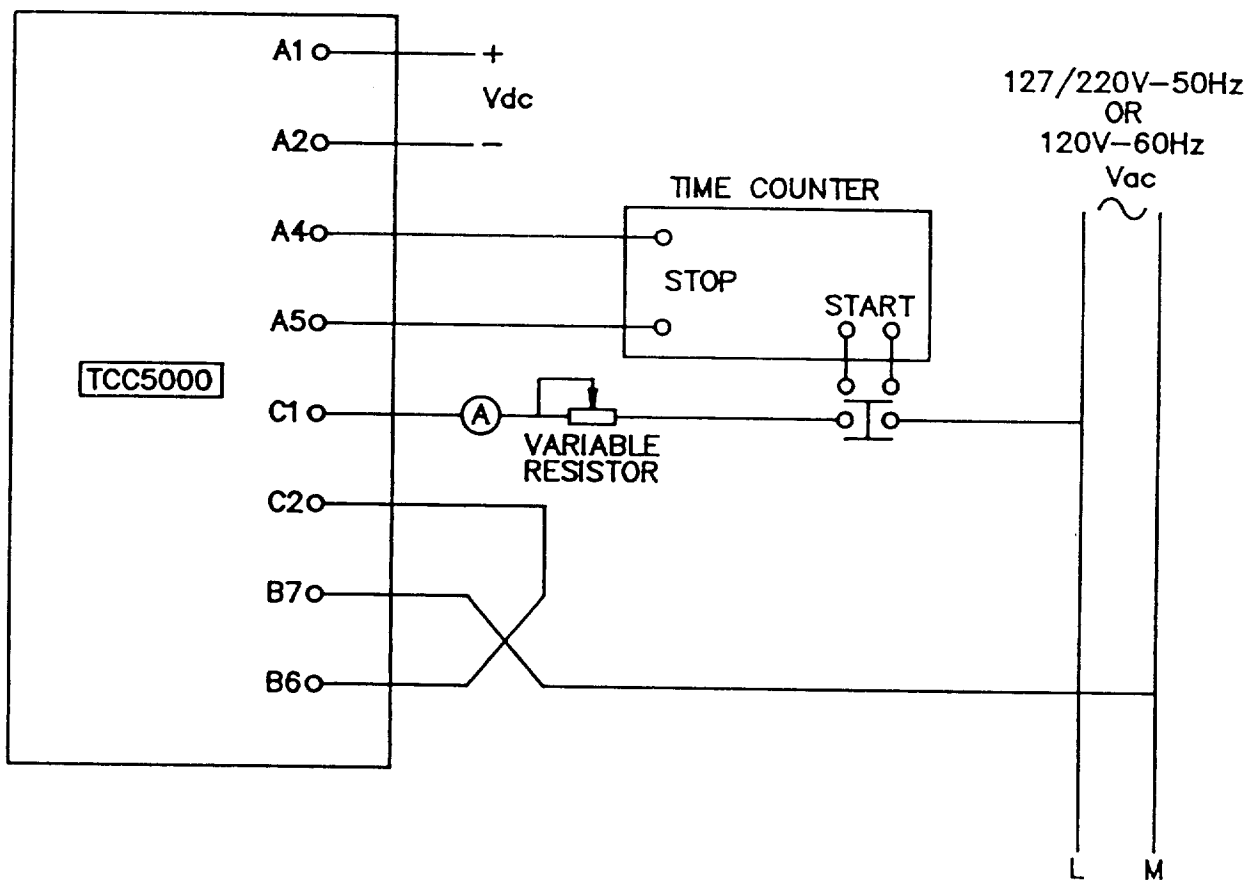 A1
+
Vdc
A2
−
127/220V-50Hz
OR
120V-60Hz
Vac
TIME COUNTER
A4
STOP
START
A5
TCC5000
C1
A
VARIABLE
RESISTOR
C2
B7
B6
L
M